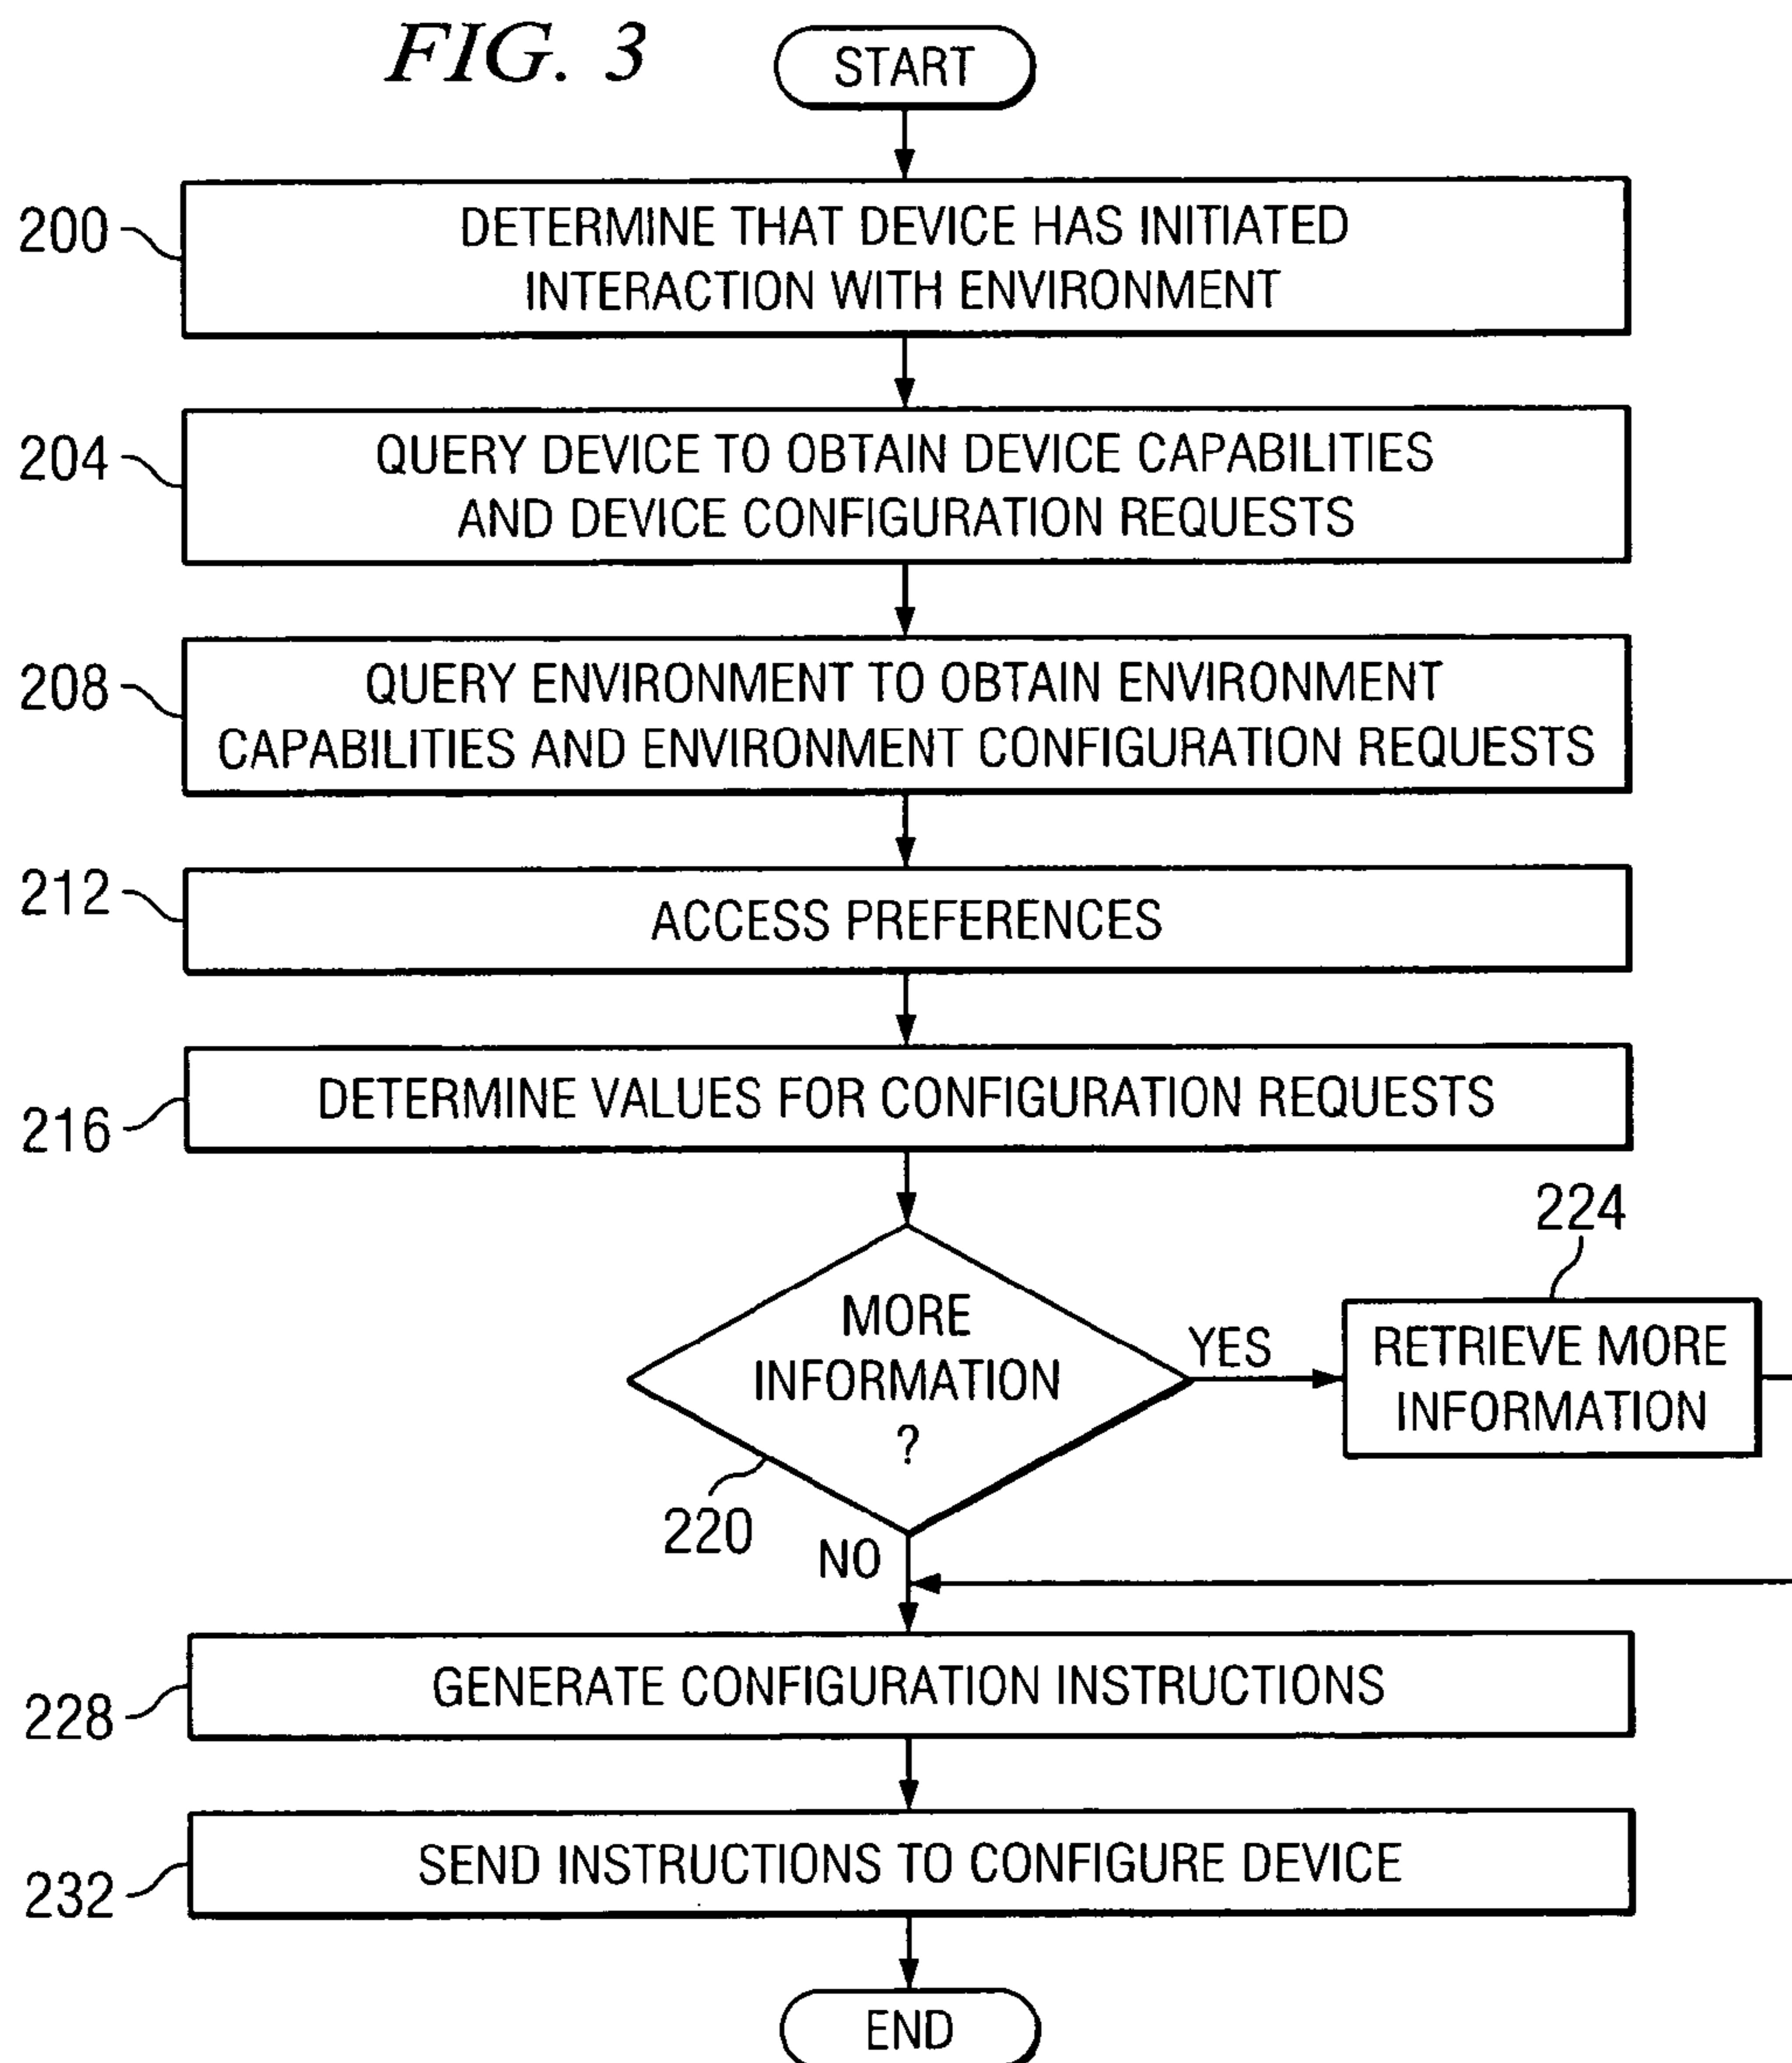 FIG. 3
START
200
DETERMINE THAT DEVICE HAS INITIATED
INTERACTION WITH ENVIRONMENT
204
QUERY DEVICE TO OBTAIN DEVICE CAPABILITIES
AND DEVICE CONFIGURATION REQUESTS
208
QUERY ENVIRONMENT TO OBTAIN ENVIRONMENT
CAPABILITIES AND ENVIRONMENT CONFIGURATION REQUESTS
212
ACCESS PREFERENCES
216
DETERMINE VALUES FOR CONFIGURATION REQUESTS
MORE
INFORMATION
?
220
YES
224
RETRIEVE MORE
INFORMATION
NO
228
GENERATE CONFIGURATION INSTRUCTIONS
232
SEND INSTRUCTIONS TO CONFIGURE DEVICE
END